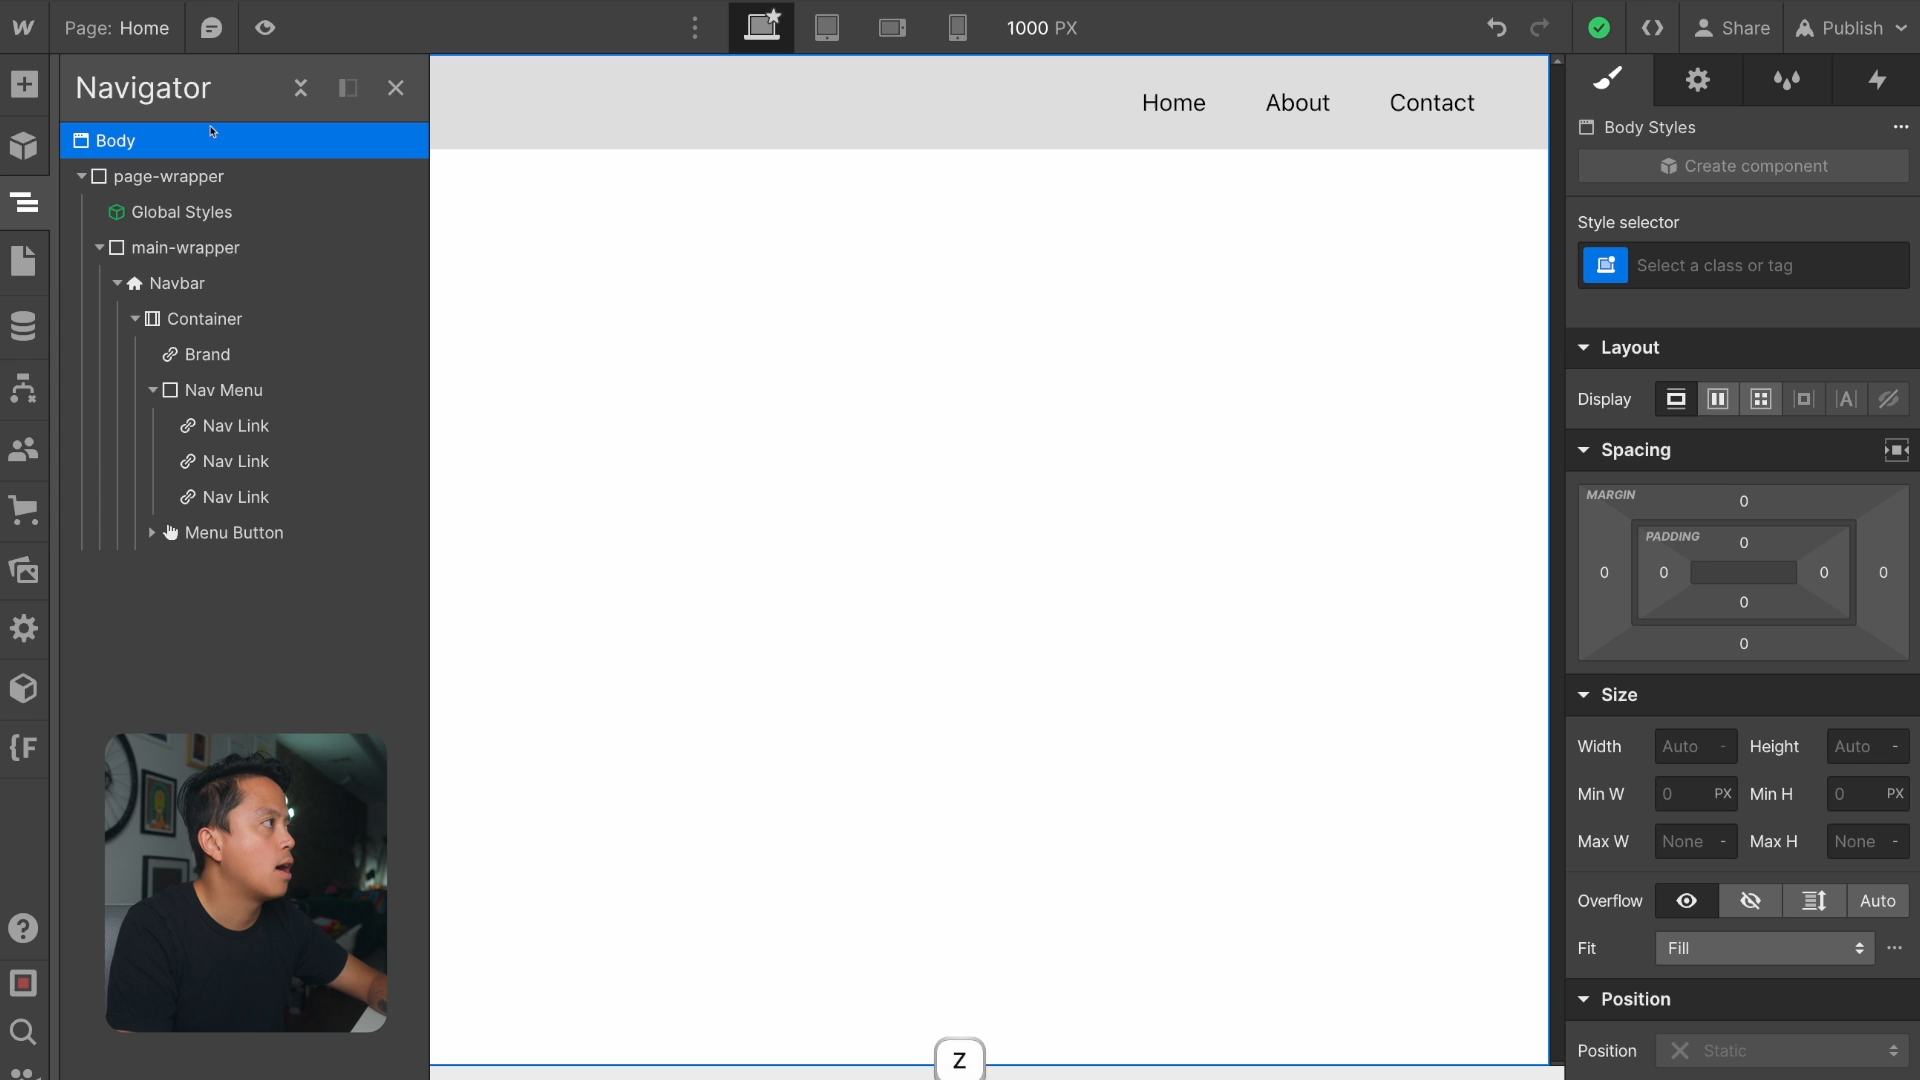 Page: Home
1000 PX
Share
Publish
Navigator
Body
page-wrapper
Global Styles
main-wrapper
Navbar
Container
Brand
Nav Menu
Nav Link
Nav Link
Nav Link
Menu Button
Home
About
Contact
Z
Body Styles
Create component
Style selector
Select a class or tag
Layout
Display
Spacing
MARGIN
0
PADDING
0
0
0
0
0
0
0
Size
Width
Auto -
Height
Auto -
Min W
0 PX
Min H
0 PX
Max W
None -
Max H
None -
Overflow
Auto
Fit
Fill
Position
Position
Static